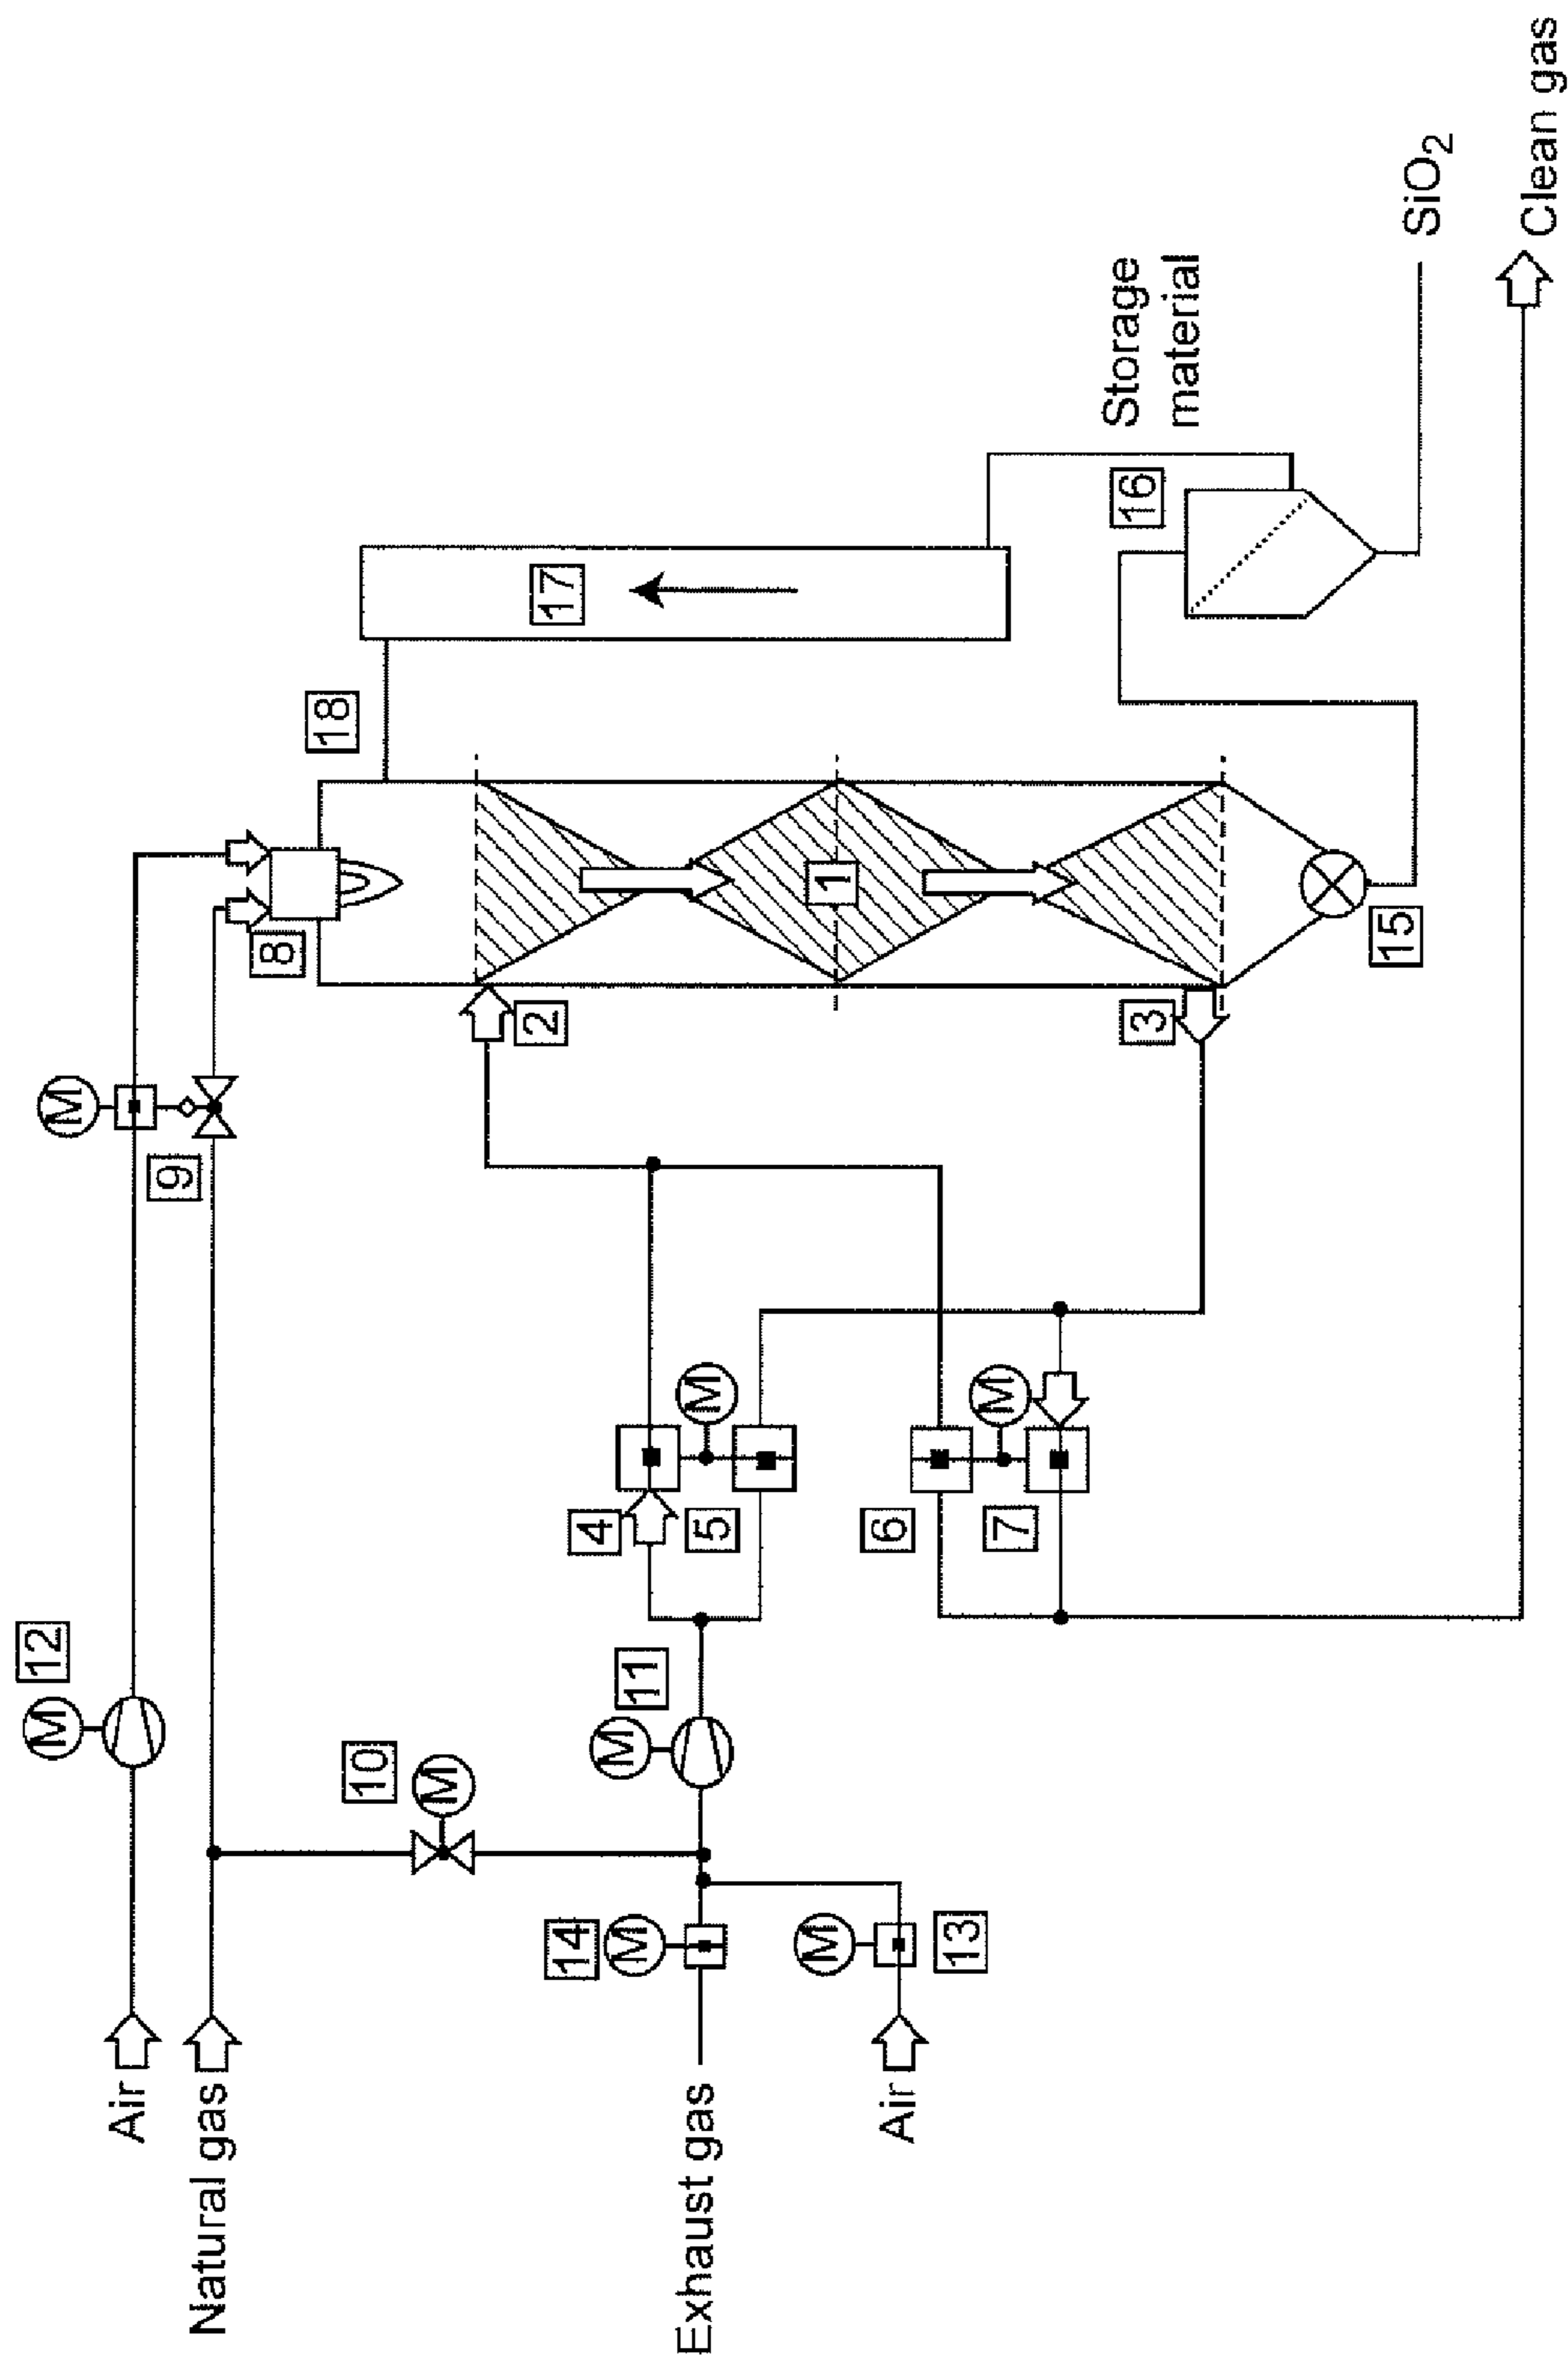 12
M
M
Air
9
Natural gas
8
18
10
M
2
17
14
M
4
M
11
Exhaust gas
5
M
M
1
6
Air
13
M
7
3
16
Storage
material
15
SiO2
Clean gas